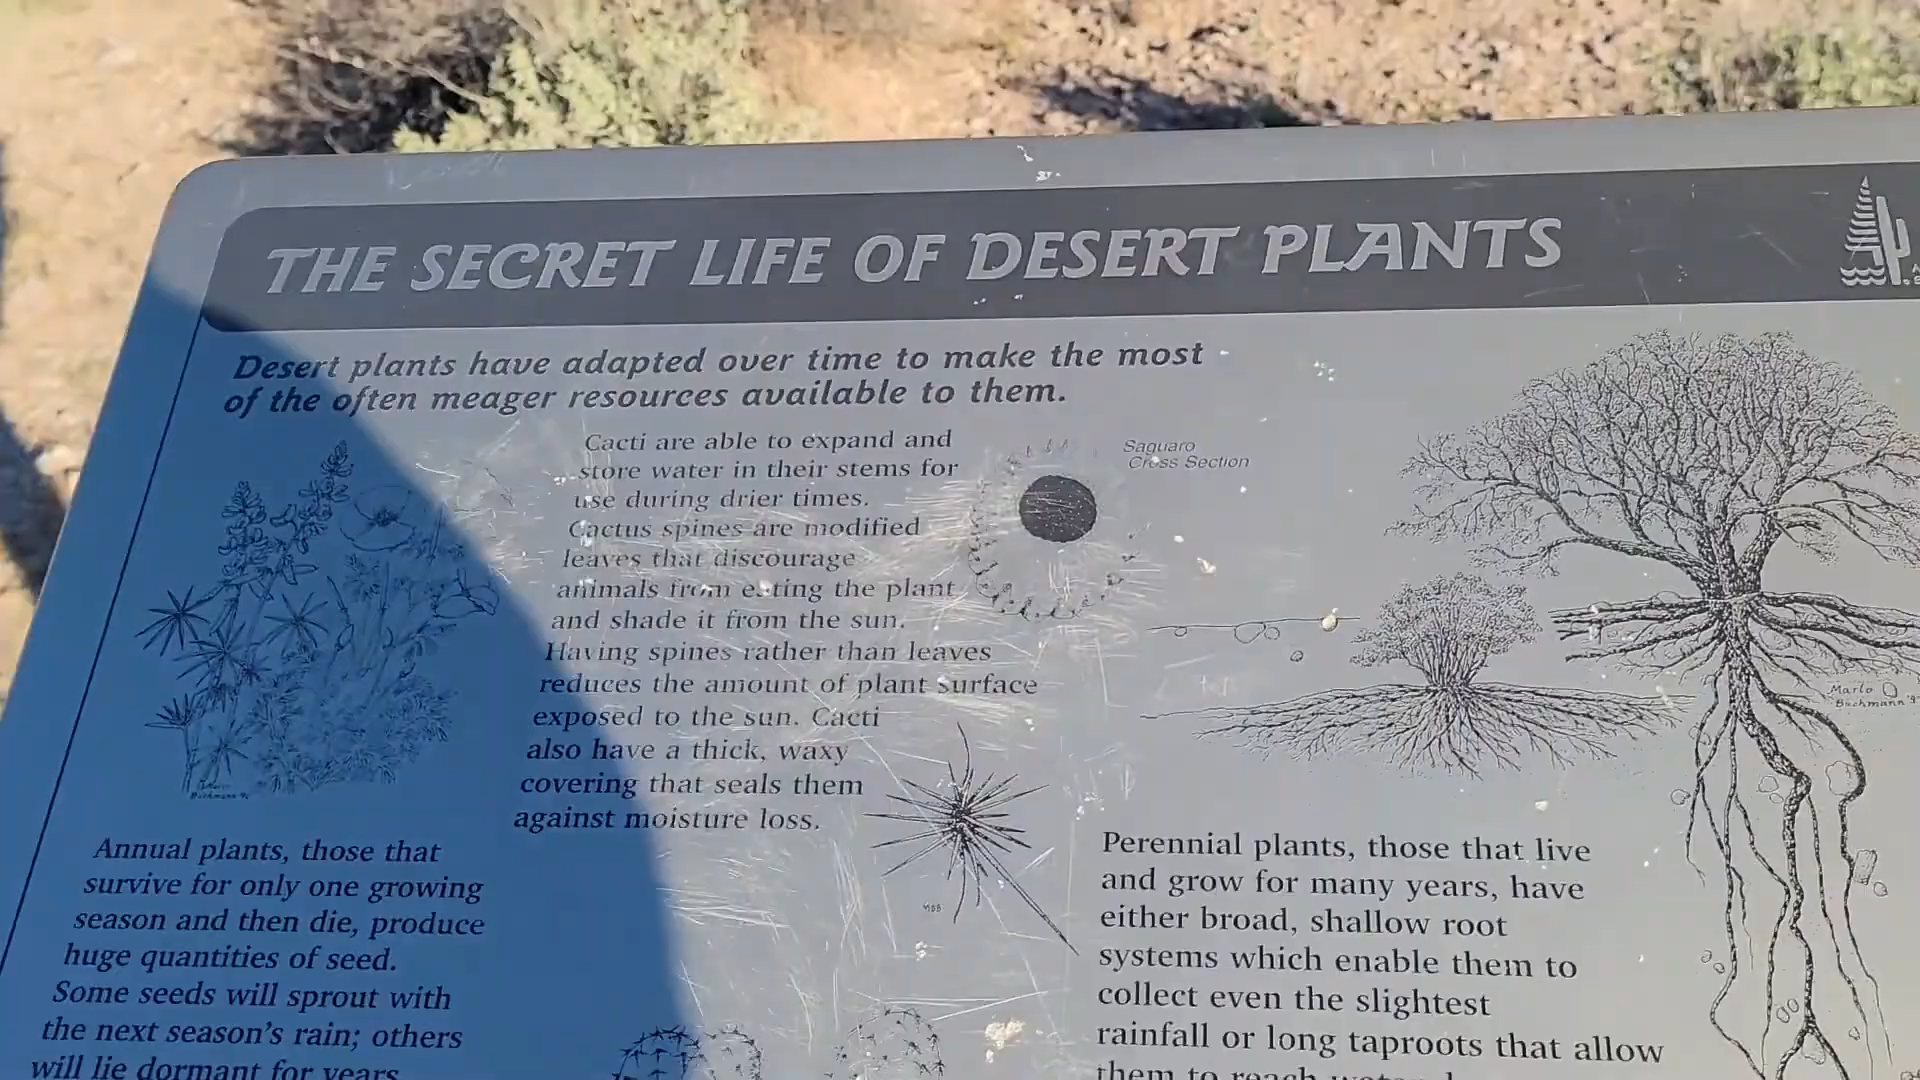 THE SECRET LIFE OF DESERT PLANTS
Desert plants have adapted over time to make the most
of the often meager resources available to them.
Cacti are able to expand and
store water in their stems for
use during drier times.
Cactus spines are modified
leaves that discourage
animals from eating the plant
and shade it from the sun.
Having spines rather than leaves
reduces the amount of plant surface
exposed to the sun. Cacti
also have a thick, waxy
covering that seals them
against moisture loss.
Saguaro
Cross Section
Marlo
Bachmann
MDB
Annual plants, those that
survive for only one growing
season and then die, produce
huge quantities of seed.
Some seeds will sprout with
the next season's rain; others
will lie dormant for years
Perennial plants, those that live
and grow for many years, have
either broad, shallow root
systems which enable them to
collect even the slightest
rainfall or long taproots that allow
them to reach